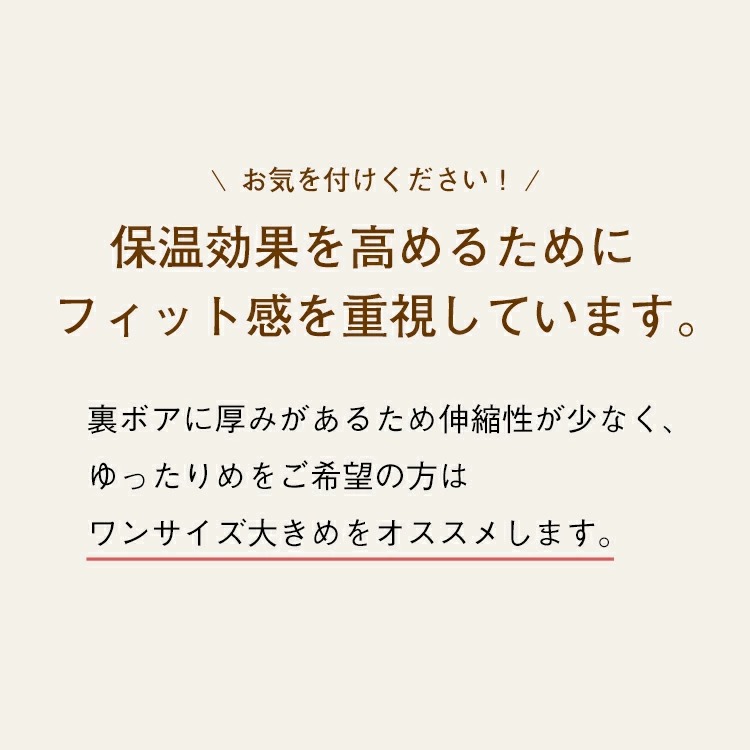 \ お気を付けください！ /
保温効果を高めるために
フィット感を重視しています。
裏ボアに厚みがあるため伸縮性が少なく、
ゆったりめをご希望の方は
ワンサイズ大きめをオススメします。